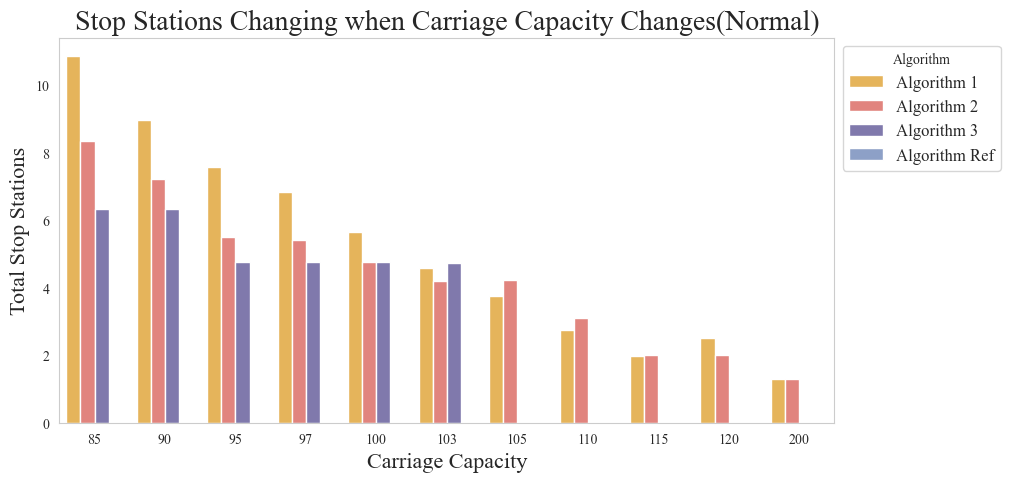 Stop Stations Changing when Carriage Capacity Changes(Normal)
Total Stop Stations
10
8
6
4
2
0
85 90 95 97 100 103 105 110 115 120 200
Carriage Capacity
Algorithm
Algorithm 1
Algorithm 2
Algorithm 3
Algorithm Ref